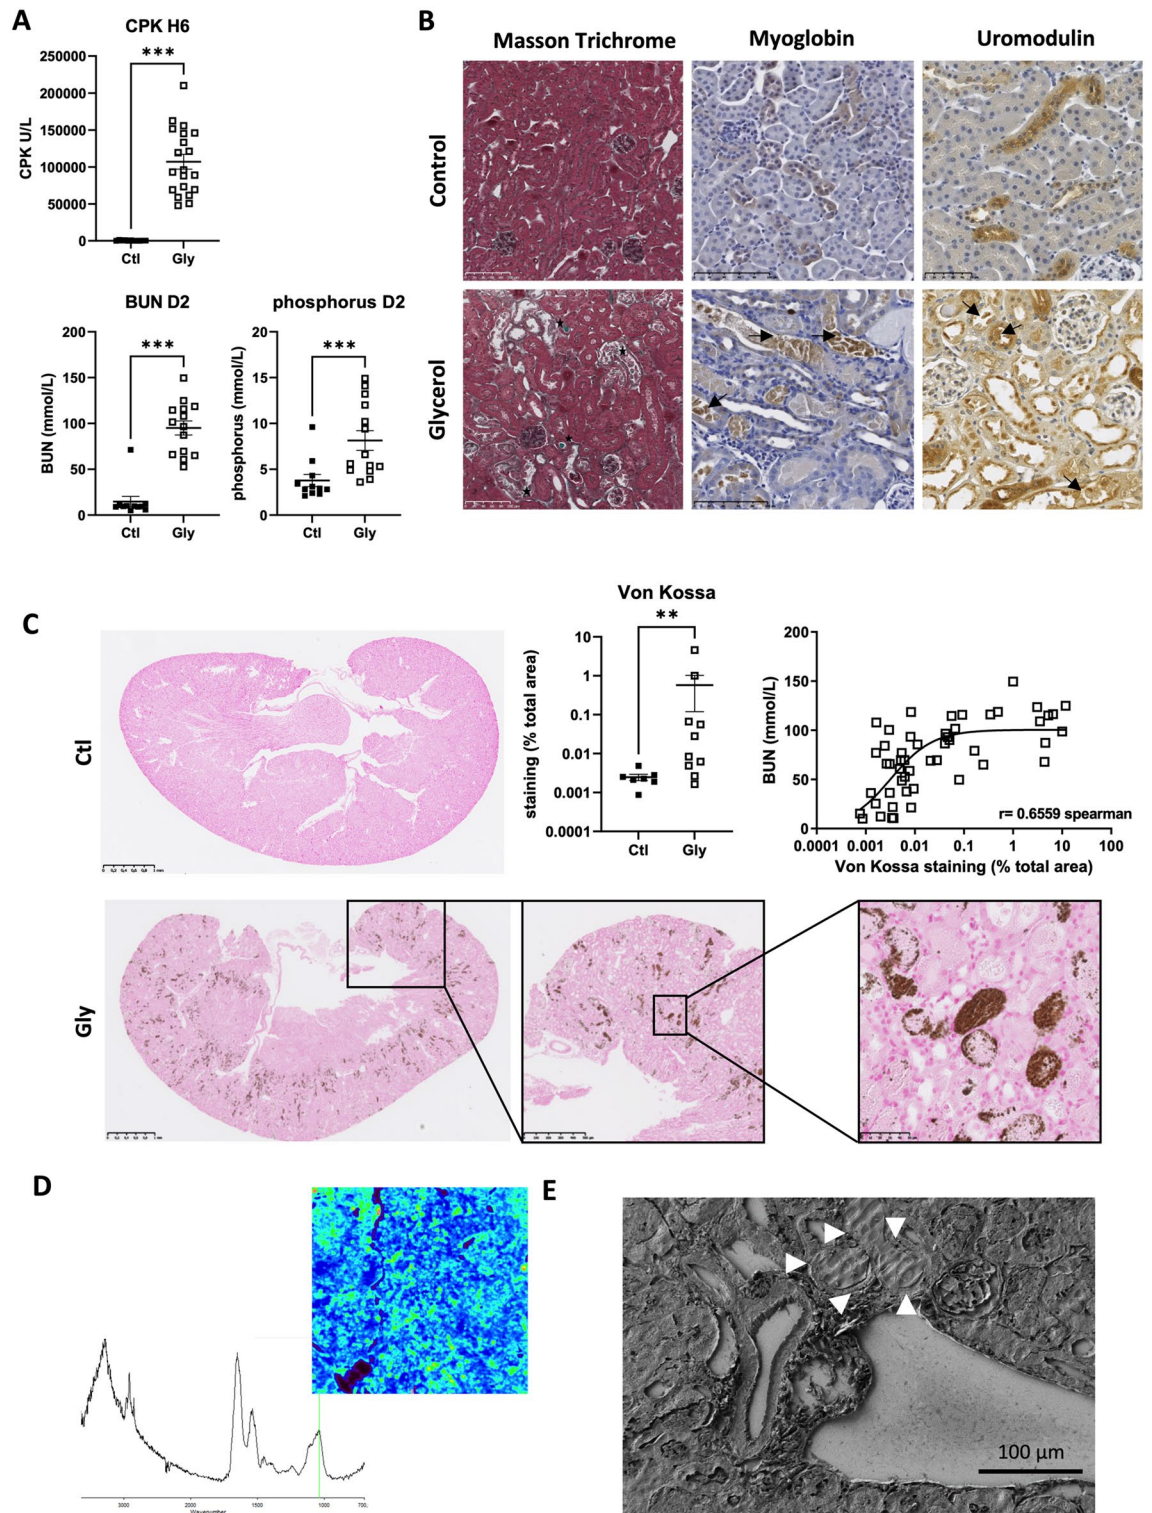 A
CPK H6
***
250000
200000
150000
100000
50000
0
CPK U/L
Ctl
Gly
BUN D2
***
200
150
100
50
0
BUN (mmol/L)
Ctl
Gly
phosphorus D2
***
20
15
10
5
0
phosphorus (mmol/L)
Ctl
Gly
B
Masson Trichrome
Myoglobin
Uromodulin
Control
Glycerol
C
Ctl
Von Kossa
**
10
1
0.1
0.01
0.001
0.0001
staining (% total area)
Ctl
Gly
200
150
100
50
0
BUN (mmol/L)
r= 0.6559 spearman
0.0001
0.001
0.01
0.1
1
10
100
Von Kossa staining (% total area)
Gly
D
3000
2000
1500
1000
700,
Wavenumber
E
100 µm